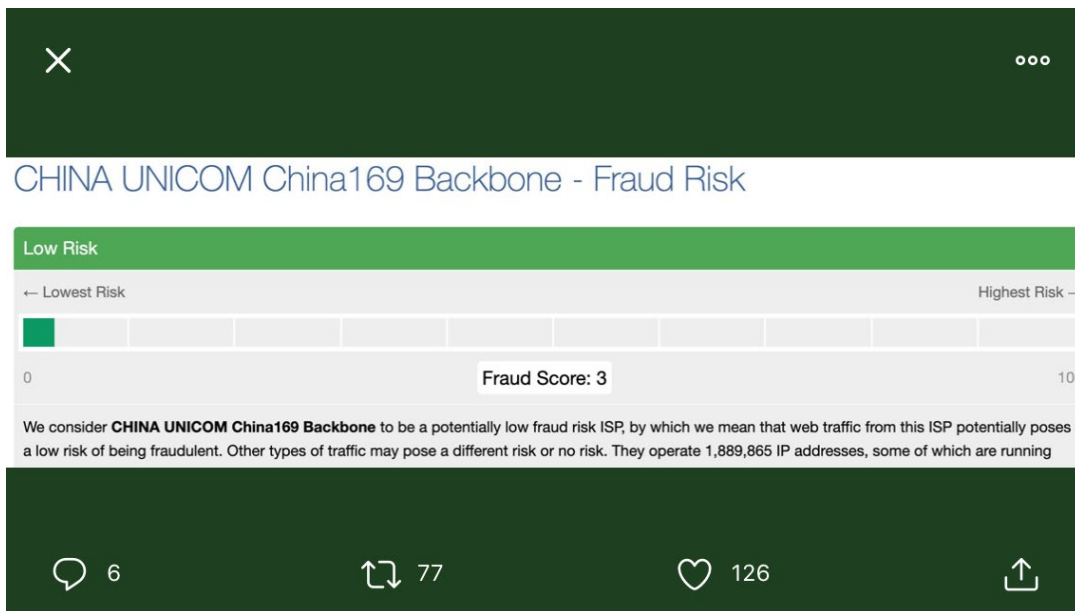 CHINA UNICOM China169 Backbone - Fraud Risk
Low Risk
← Lowest Risk
Highest Risk –
0
Fraud Score: 3
10
We consider CHINA UNICOM China169 Backbone to be a potentially low fraud risk ISP, by which we mean that web traffic from this ISP potentially poses
a low risk of being fraudulent. Other types of traffic may pose a different risk or no risk. They operate 1,889,865 IP addresses, some of which are running
6
77
126